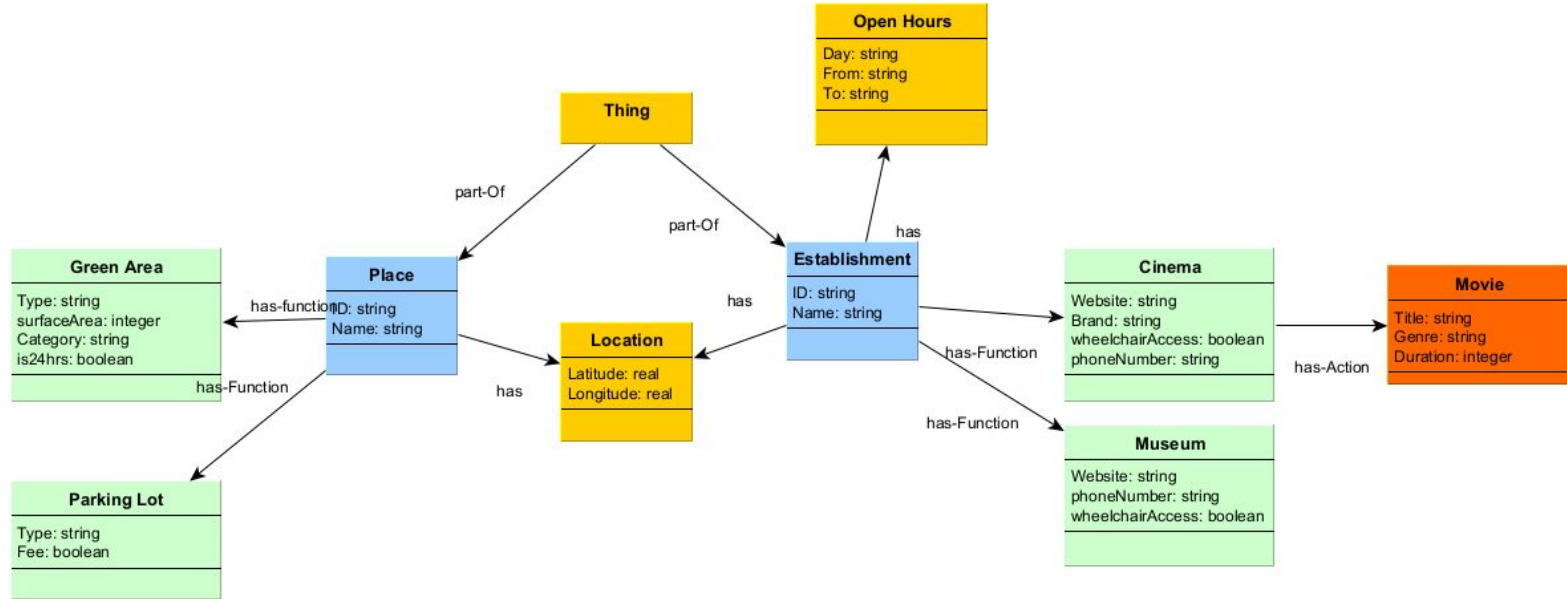 Open Hours
Day: string
From: string
To: string
Thing
part-Of
part-Of
has
Green Area
Type: string
surfaceArea: integer
Category: string
is24hrs: boolean
has-function
Place
ID: string
Name: string
has
Location
Latitude: real
Longitude: real
has
Establishment
ID: string
Name: string
has-Function
has-Function
Cinema
Website: string
Brand: string
wheelchairAccess: boolean
phoneNumber: string
has-Action
Movie
Title: string
Genre: string
Duration: integer
has-Function
Parking Lot
Type: string
Fee: boolean
Museum
Website: string
phoneNumber: string
wheelchairAccess: boolean